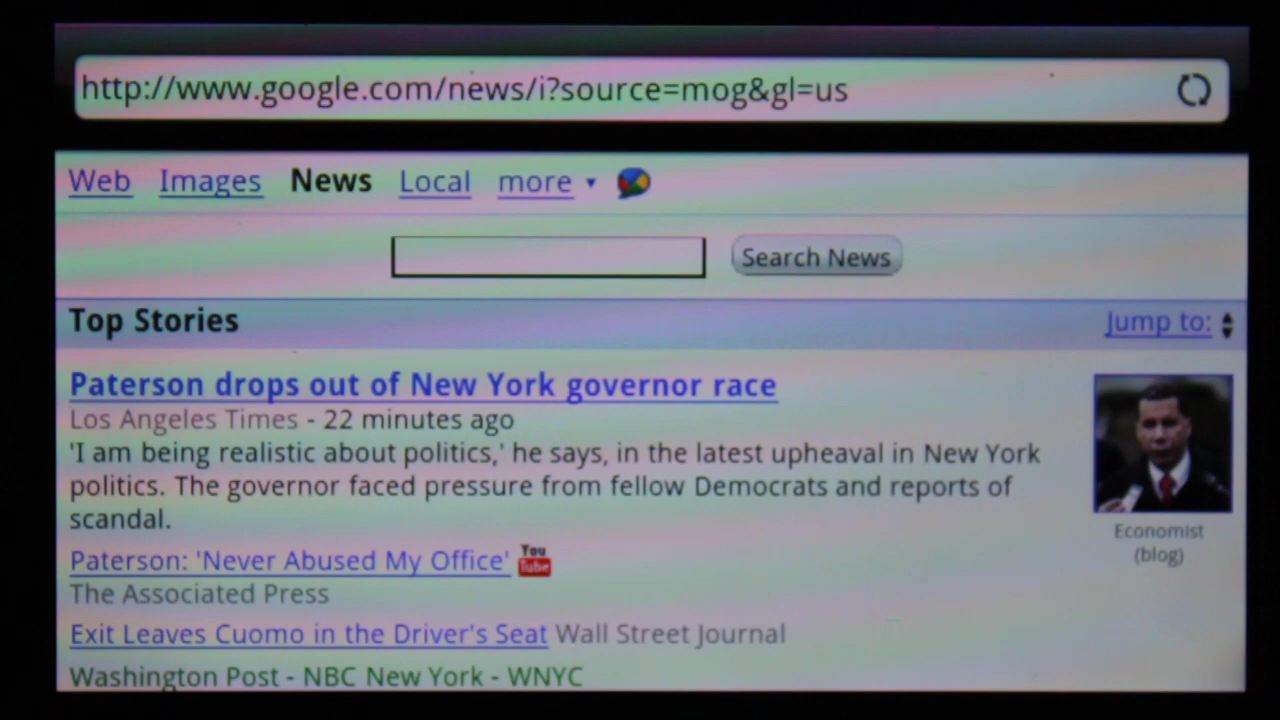 http://www.google.com/news/i?source=mog&gl=us
Web Images News Local more
Search News
Top Stories Jump to:
Paterson drops out of New York governor race
Los Angeles Times - 22 minutes ago
'I am being realistic about politics,' he says, in the latest upheaval in New York
politics. The governor faced pressure from fellow Democrats and reports of
scandal.
Economist
(blog)
Paterson: 'Never Abused My Office' You Tube
The Associated Press
Exit Leaves Cuomo in the Driver's Seat Wall Street Journal
Washington Post - NBC New York - WNYC